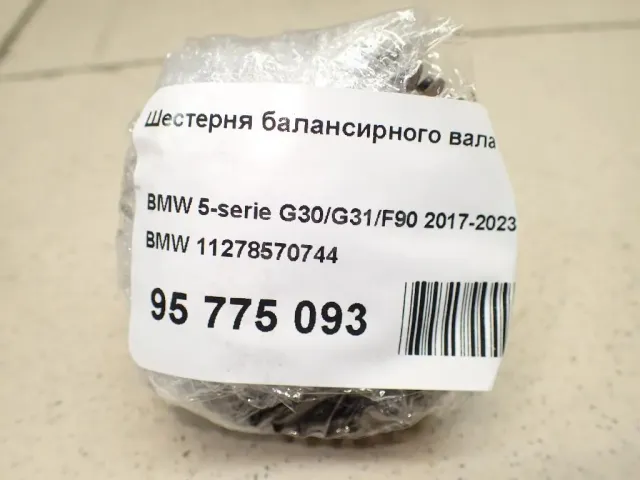 Шестерня балансирного вала
BMW 5-serie G30/G31/F90 2017-2023
BMW 11278570744
95 775 093